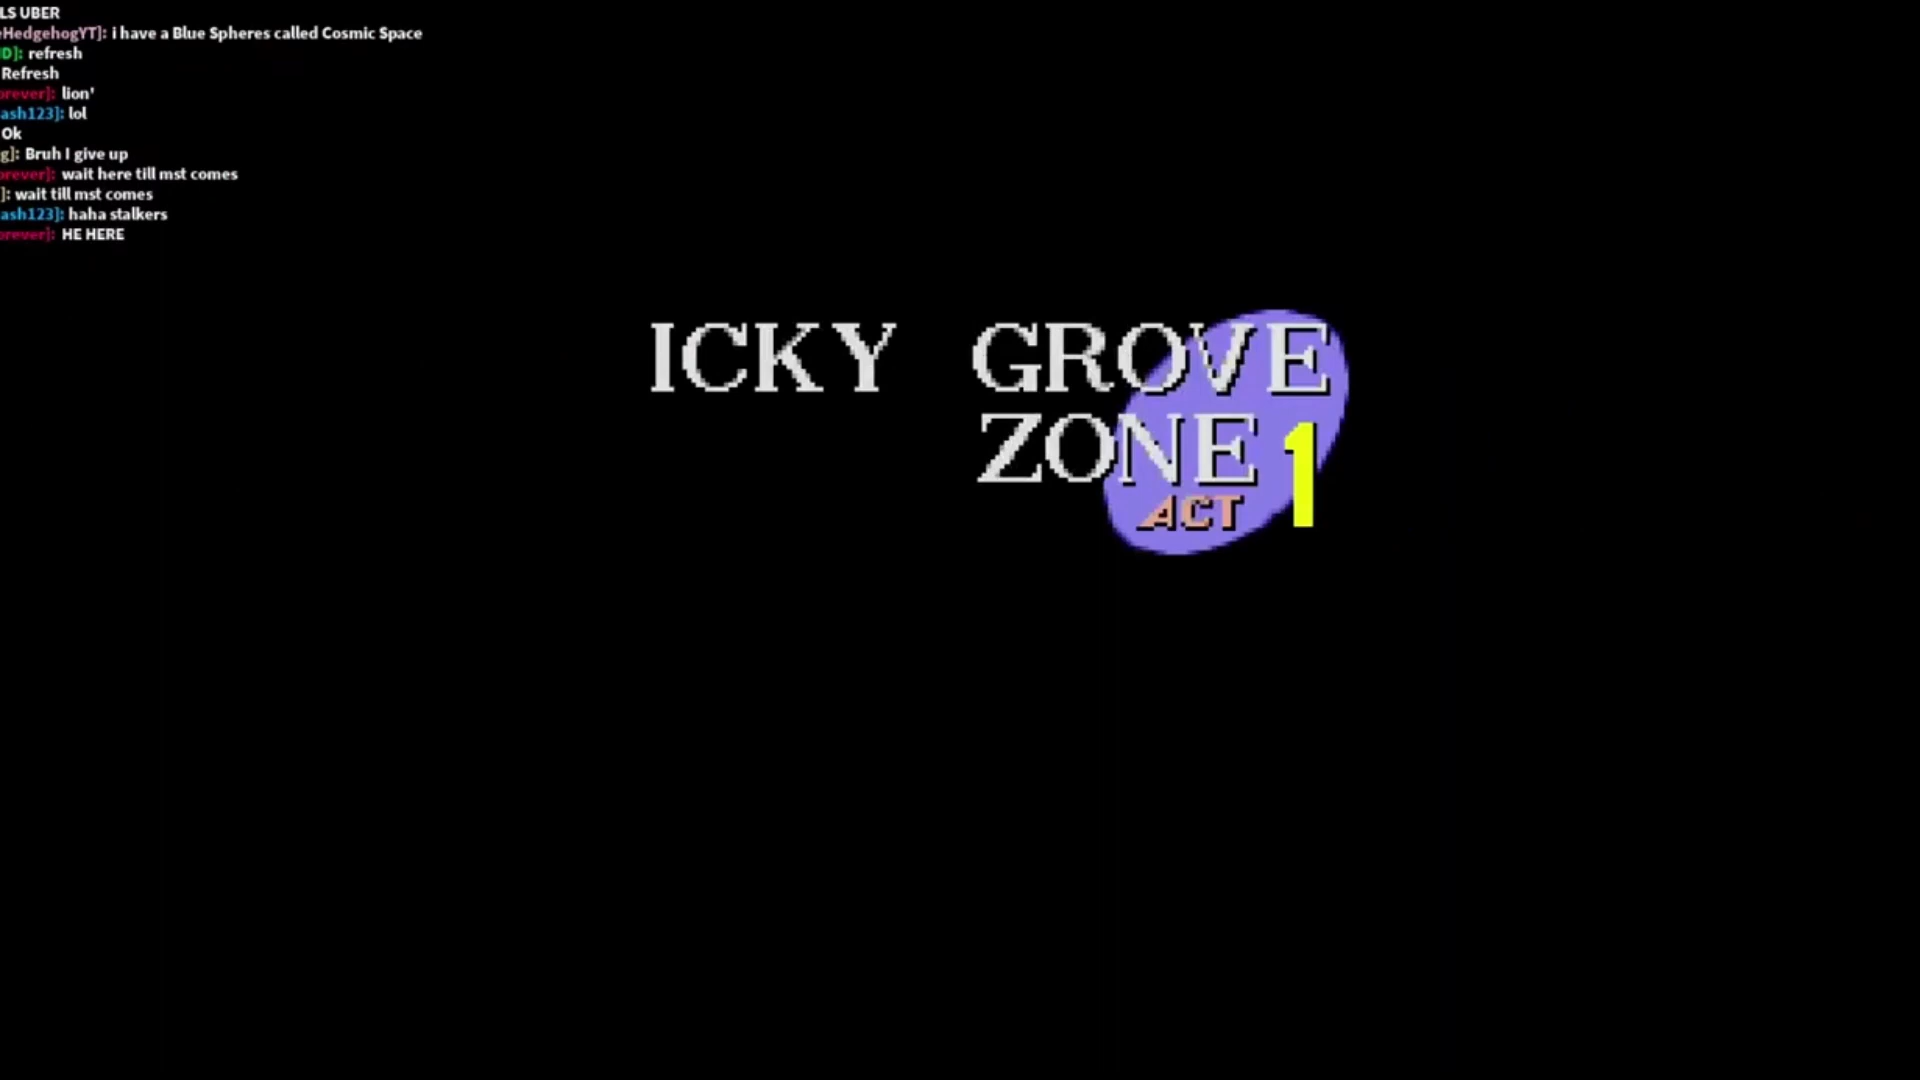 LS UBER
HedgehogYT]: i have a Blue Spheres called Cosmic Space
D]: refresh
Refresh
orever]: lion'
ash123]: lol
Ok
g]: Bruh I give up
orever]: wait here till mst comes
]: wait till mst comes
ash123]: haha stalkers
orever]: HE HERE
ICKY GROVE
ZONE 1
ACT